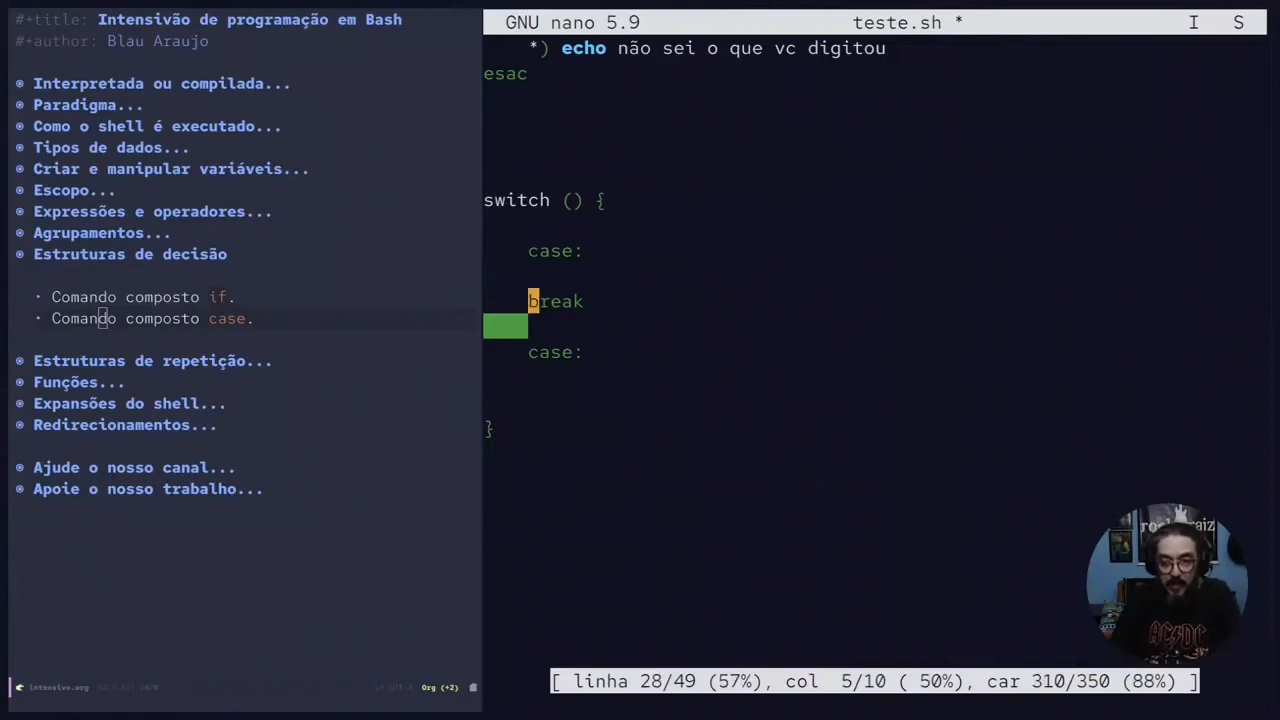 #+title: Intensivão de programação em Bash
#+author: Blau Araujo
Interpretada ou compilada...
Paradigma...
Como o shell é executado...
Tipos de dados...
Criar e manipular variáveis...
Escopo...
Expressões e operadores...
Agrupamentos...
Estruturas de decisão
• Comando composto if.
• Comando composto case.
Estruturas de repetição...
Funções...
Expansões do shell...
Redirecionamentos...
Ajude o nosso canal...
Apoie o nosso trabalho...
intensivo.org
Org (+2)
GNU nano 5.9 teste.sh * I S
*) echo não sei o que vc digitou
esac
switch () {
case:
break
case:
}
[ linha 28/49 (57%), col 5/10 ( 50%), car 310/350 (88%) ]
AC/DC